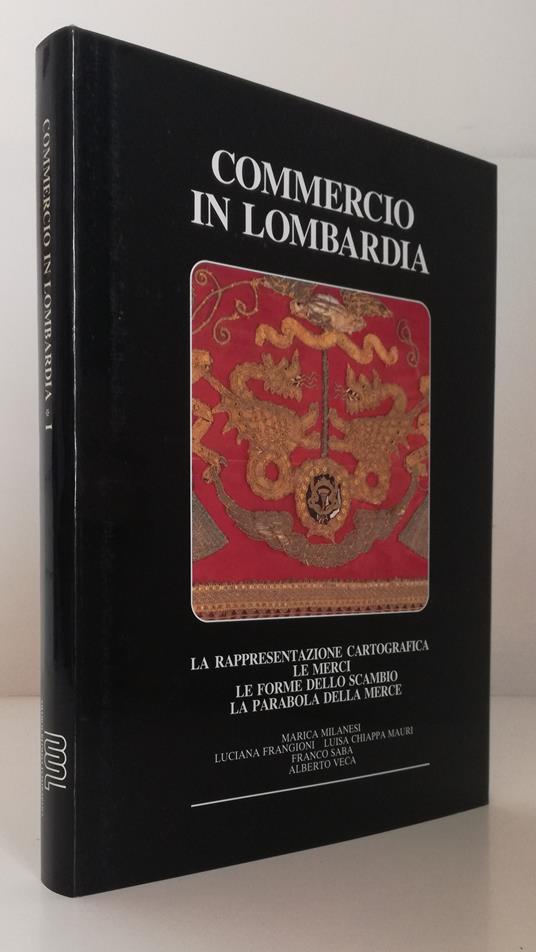 COMMERCIO IN LOMBARDIA * I
COMMERCIO
IN LOMBARDIA
LA RAPPRESENTAZIONE CARTOGRAFICA
LE MERCI
LE FORME DELLO SCAMBIO
LA PARABOLA DELLA MERCE
MARICA MILANESI
LUCIANA FRANGIONI LUISA CHIAPPA MAURI
FRANCO SABA
ALBERTO VECA